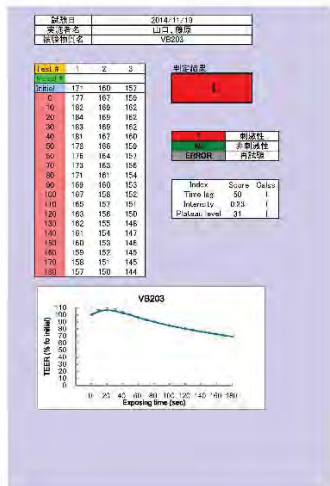 試験日 2014/11/19
実施者名 山口、藤原
試験物質名 VB203
Test # 1 2 3
Initial 171 160 157
0 177 167 159
10 182 169 162
20 184 169 162
30 183 169 162
40 181 167 160
50 178 166 159
60 176 164 157
70 173 163 156
80 171 161 154
90 169 160 153
100 167 158 152
110 165 157 151
120 163 156 150
130 162 155 148
140 161 154 147
150 160 153 146
160 159 152 145
170 158 151 145
180 157 150 144
判定結果
I
I 刺激性
NI 非刺激性
ERROR 再試験
Index Score Calss
Time lag 50 I
Intensity 0.23 I
Plateau level 31
VB203
TEER (% fo initial)
110
100
90
80
70
60
50
40
30
20
10
0
0 20 40 60 80 100 120 140 160 180
Exposing time (sec)